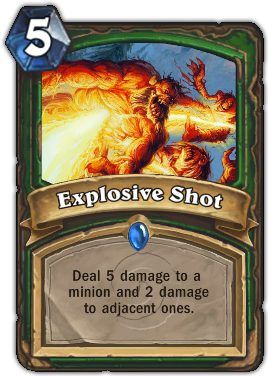 5
Explosive Shot
Deal 5 damage to a
minion and 2 damage
to adjacent ones.